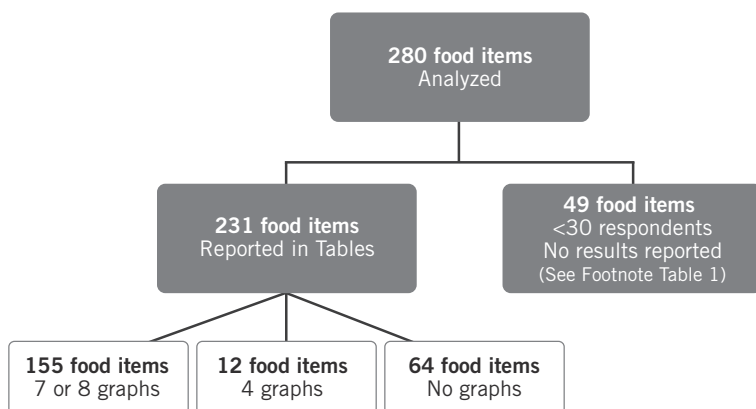 280 food items
Analyzed
231 food items
Reported in Tables
49 food items
<30 respondents
No results reported
(See Footnote Table 1)
155 food items
7 or 8 graphs
12 food items
4 graphs
64 food items
No graphs